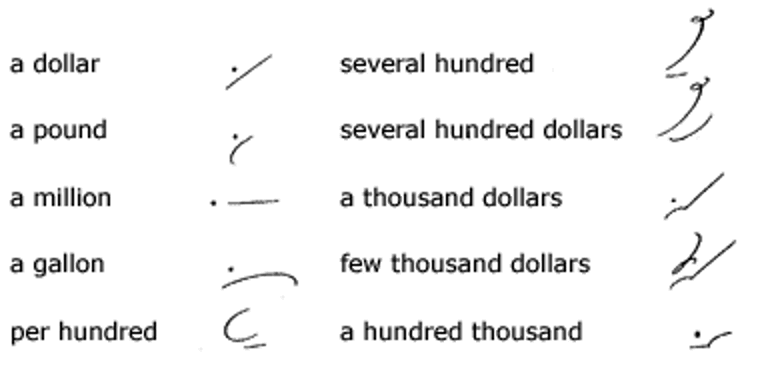 a dollar several hundred
a pound several hundred dollars
a million a thousand dollars
a gallon few thousand dollars
per hundred a hundred thousand